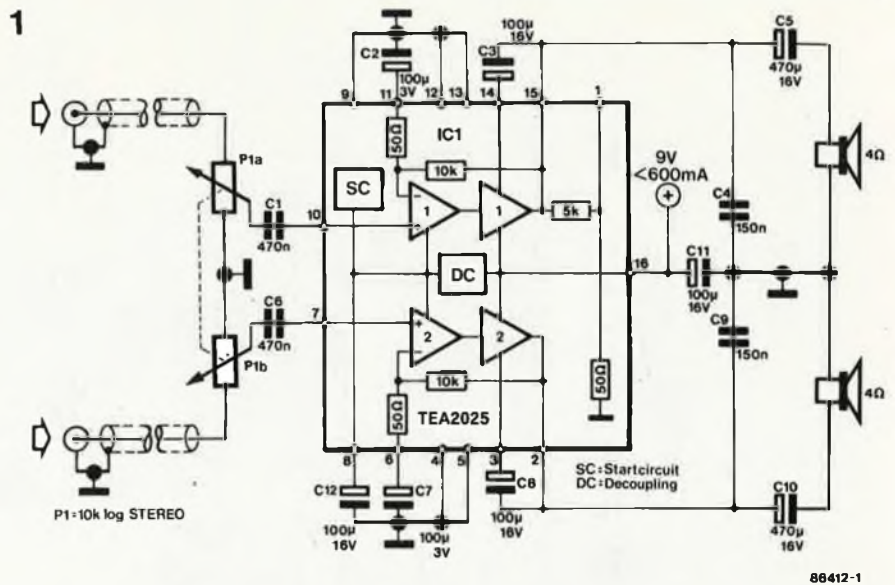 1
100µ
16V
C5
470µ
16V
C2
100µ
3V
C3
9
11
12
13
14
15
1
IC1
50Ω
10k
P1a
SC
1
1
5k
9V
<600mA
4Ω
C1
470n
10
C4
150n
DC
16
C11
100µ
16V
C6
470n
7
C9
150n
2
2
P1b
10k
50Ω
50Ω
4Ω
TEA2025
8
6
4
5
3
2
SC=Startcircuit
DC=Decoupling
C12
C7
C8
C10
100µ
16V
100µ
3V
100µ
16V
470µ
16V
P1=10k log STEREO
86412-1